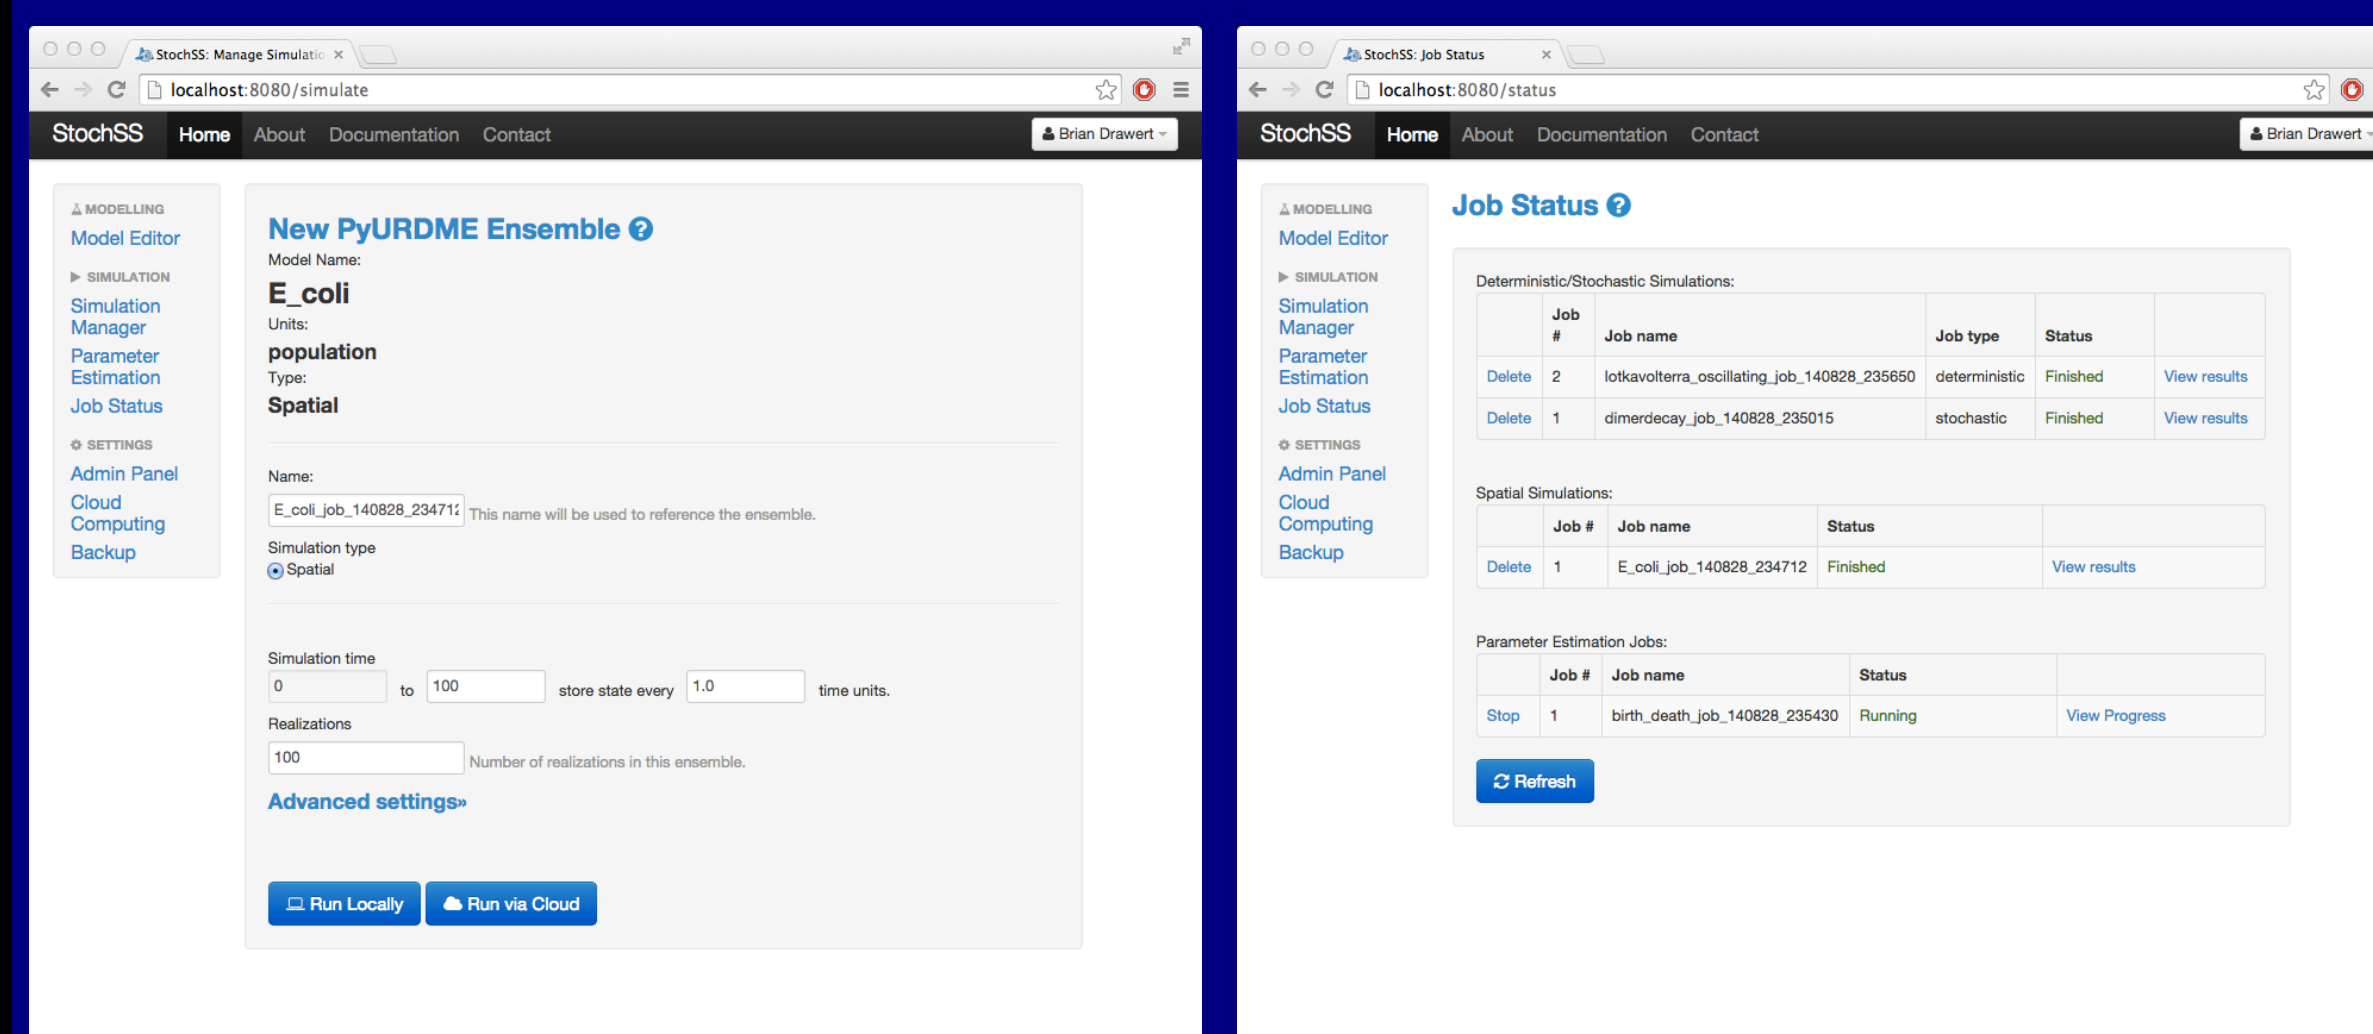 StochSS: Manage Simulatio
localhost:8080/simulate
StochSS Home About Documentation Contact Brian Drawert
MODELLING
Model Editor
SIMULATION
Simulation
Manager
Parameter
Estimation
Job Status
SETTINGS
Admin Panel
Cloud
Computing
Backup
New PyURDME Ensemble ?
Model Name:
E_coli
Units:
population
Type:
Spatial
Name:
E_coli_job_140828_234712 This name will be used to reference the ensemble.
Simulation type
Spatial
Simulation time
0 to 100 store state every 1.0 time units.
Realizations
100 Number of realizations in this ensemble.
Advanced settings»
Run Locally Run via Cloud
StochSS: Job Status
localhost:8080/status
StochSS Home About Documentation Contact Brian Drawert
MODELLING
Model Editor
SIMULATION
Simulation
Manager
Parameter
Estimation
Job Status
SETTINGS
Admin Panel
Cloud
Computing
Backup
Job Status ?
Deterministic/Stochastic Simulations:
Job # Job name Job type Status
Delete 2 lotkavolterra_oscillating_job_140828_235650 deterministic Finished View results
Delete 1 dimerdecay_job_140828_235015 stochastic Finished View results
Spatial Simulations:
Job # Job name Status
Delete 1 E_coli_job_140828_234712 Finished View results
Parameter Estimation Jobs:
Job # Job name Status
Stop 1 birth_death_job_140828_235430 Running View Progress
Refresh